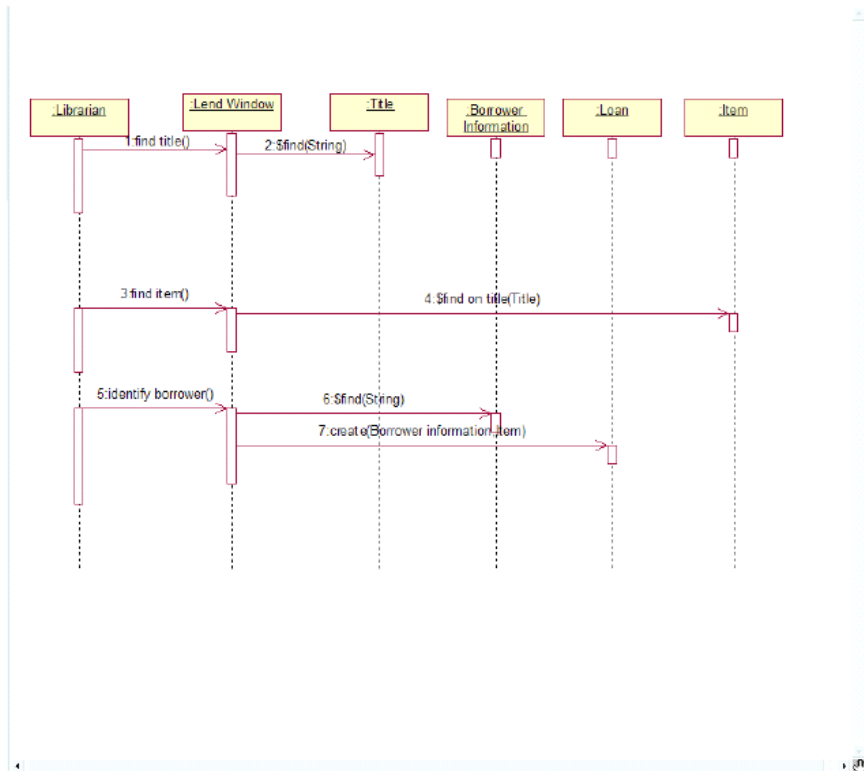 :Librarian
:Lend Window
:Title
:Borrower
Information
:Loan
:Item
1:find title()
2:$find(String)
3:find item()
4:$find on title(Title)
5:identify borrower()
6:$find(String)
7:create(Borrower information,Item)